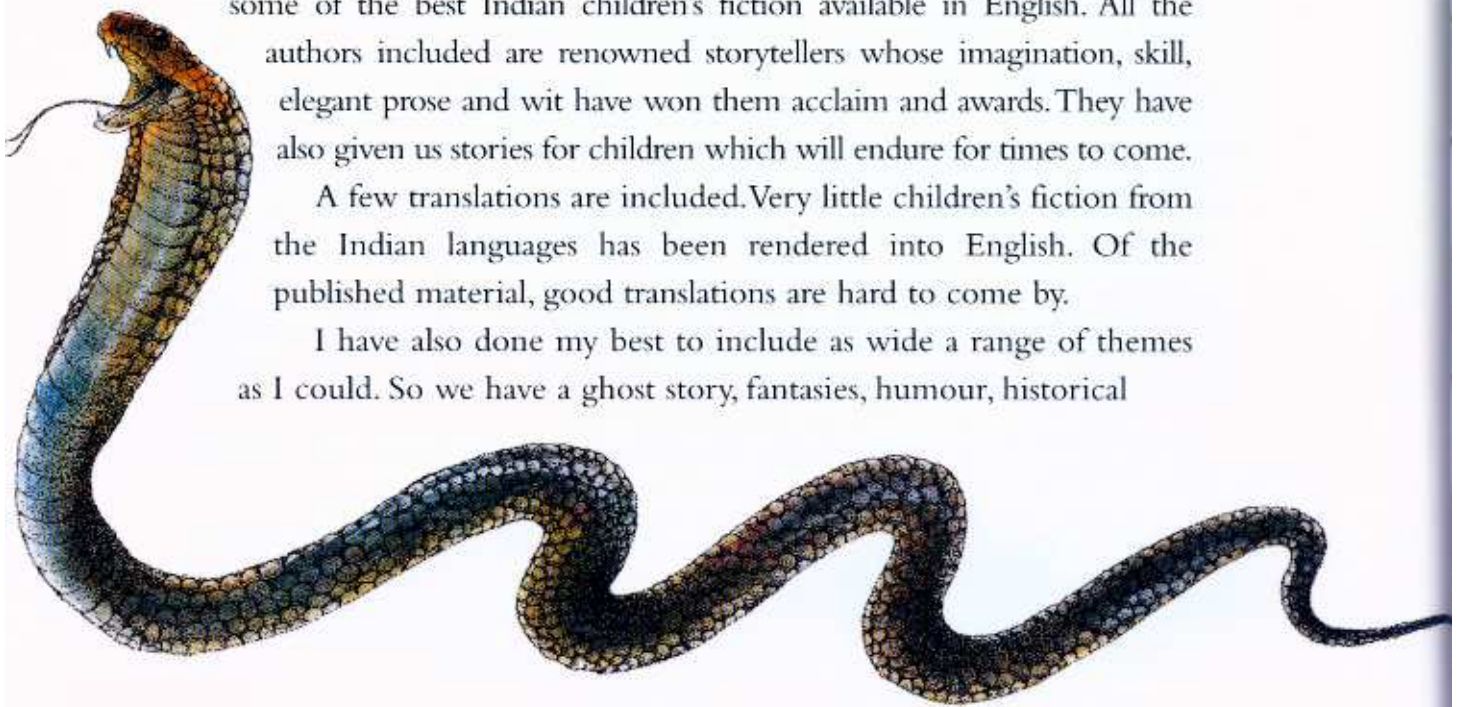 some of the best Indian children's fiction available in English. All the
authors included are renowned storytellers whose imagination, skill,
elegant prose and wit have won them acclaim and awards. They have
also given us stories for children which will endure for times to come.
A few translations are included. Very little children's fiction from
the Indian languages has been rendered into English. Of the
published material, good translations are hard to come by.
I have also done my best to include as wide a range of themes
as I could. So we have a ghost story, fantasies, humour, historical